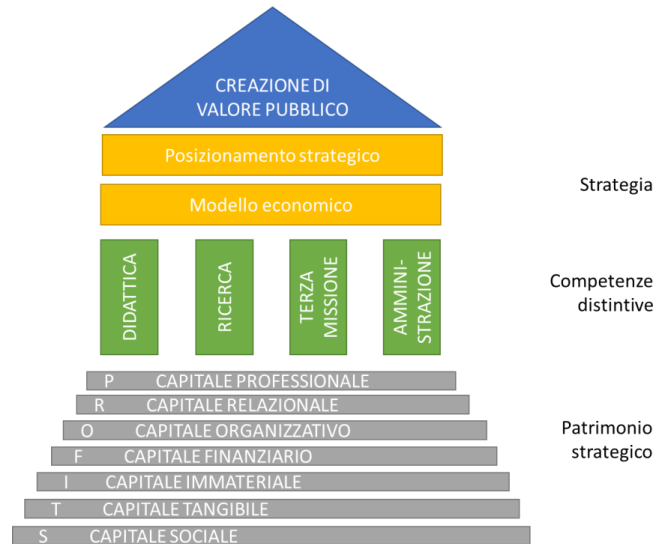 CREAZIONE DI
VALORE PUBBLICO
Posizionamento strategico
Modello economico
Strategia
DIDATTICA
RICERCA
TERZA
MISSIONE
AMMINI-
STRAZIONE
Competenze
distintive
P CAPITALE PROFESSIONALE
R CAPITALE RELAZIONALE
O CAPITALE ORGANIZZATIVO
F CAPITALE FINANZIARIO
I CAPITALE IMMATERIALE
T CAPITALE TANGIBILE
S CAPITALE SOCIALE
Patrimonio
strategico